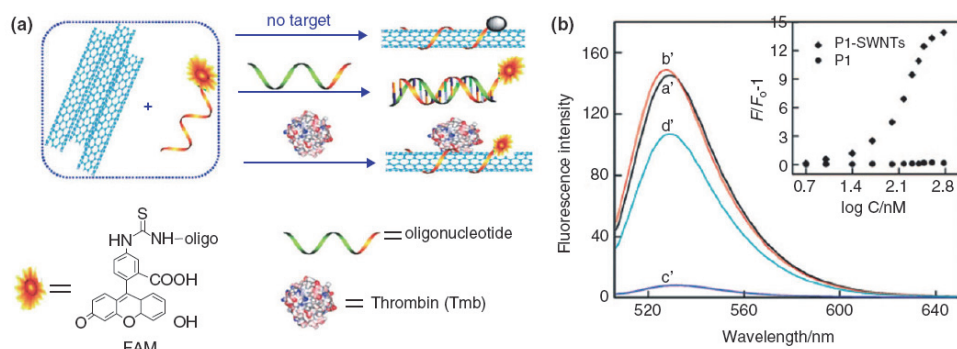 (a)
no target
+
S
HN
NH-oligo
COOH
O
O
OH
FAM
=
= oligonucleotide
= Thrombin (Tmb)
(b)
Fluorescence intensity
160
120
80
40
0
b'
a'
d'
c'
520
560
600
640
Wavelength/nm
P1-SWNTs
P1
F/Fo-1
15
12
9
6
3
0
0.7 1.4 2.1 2.8
log C/nM